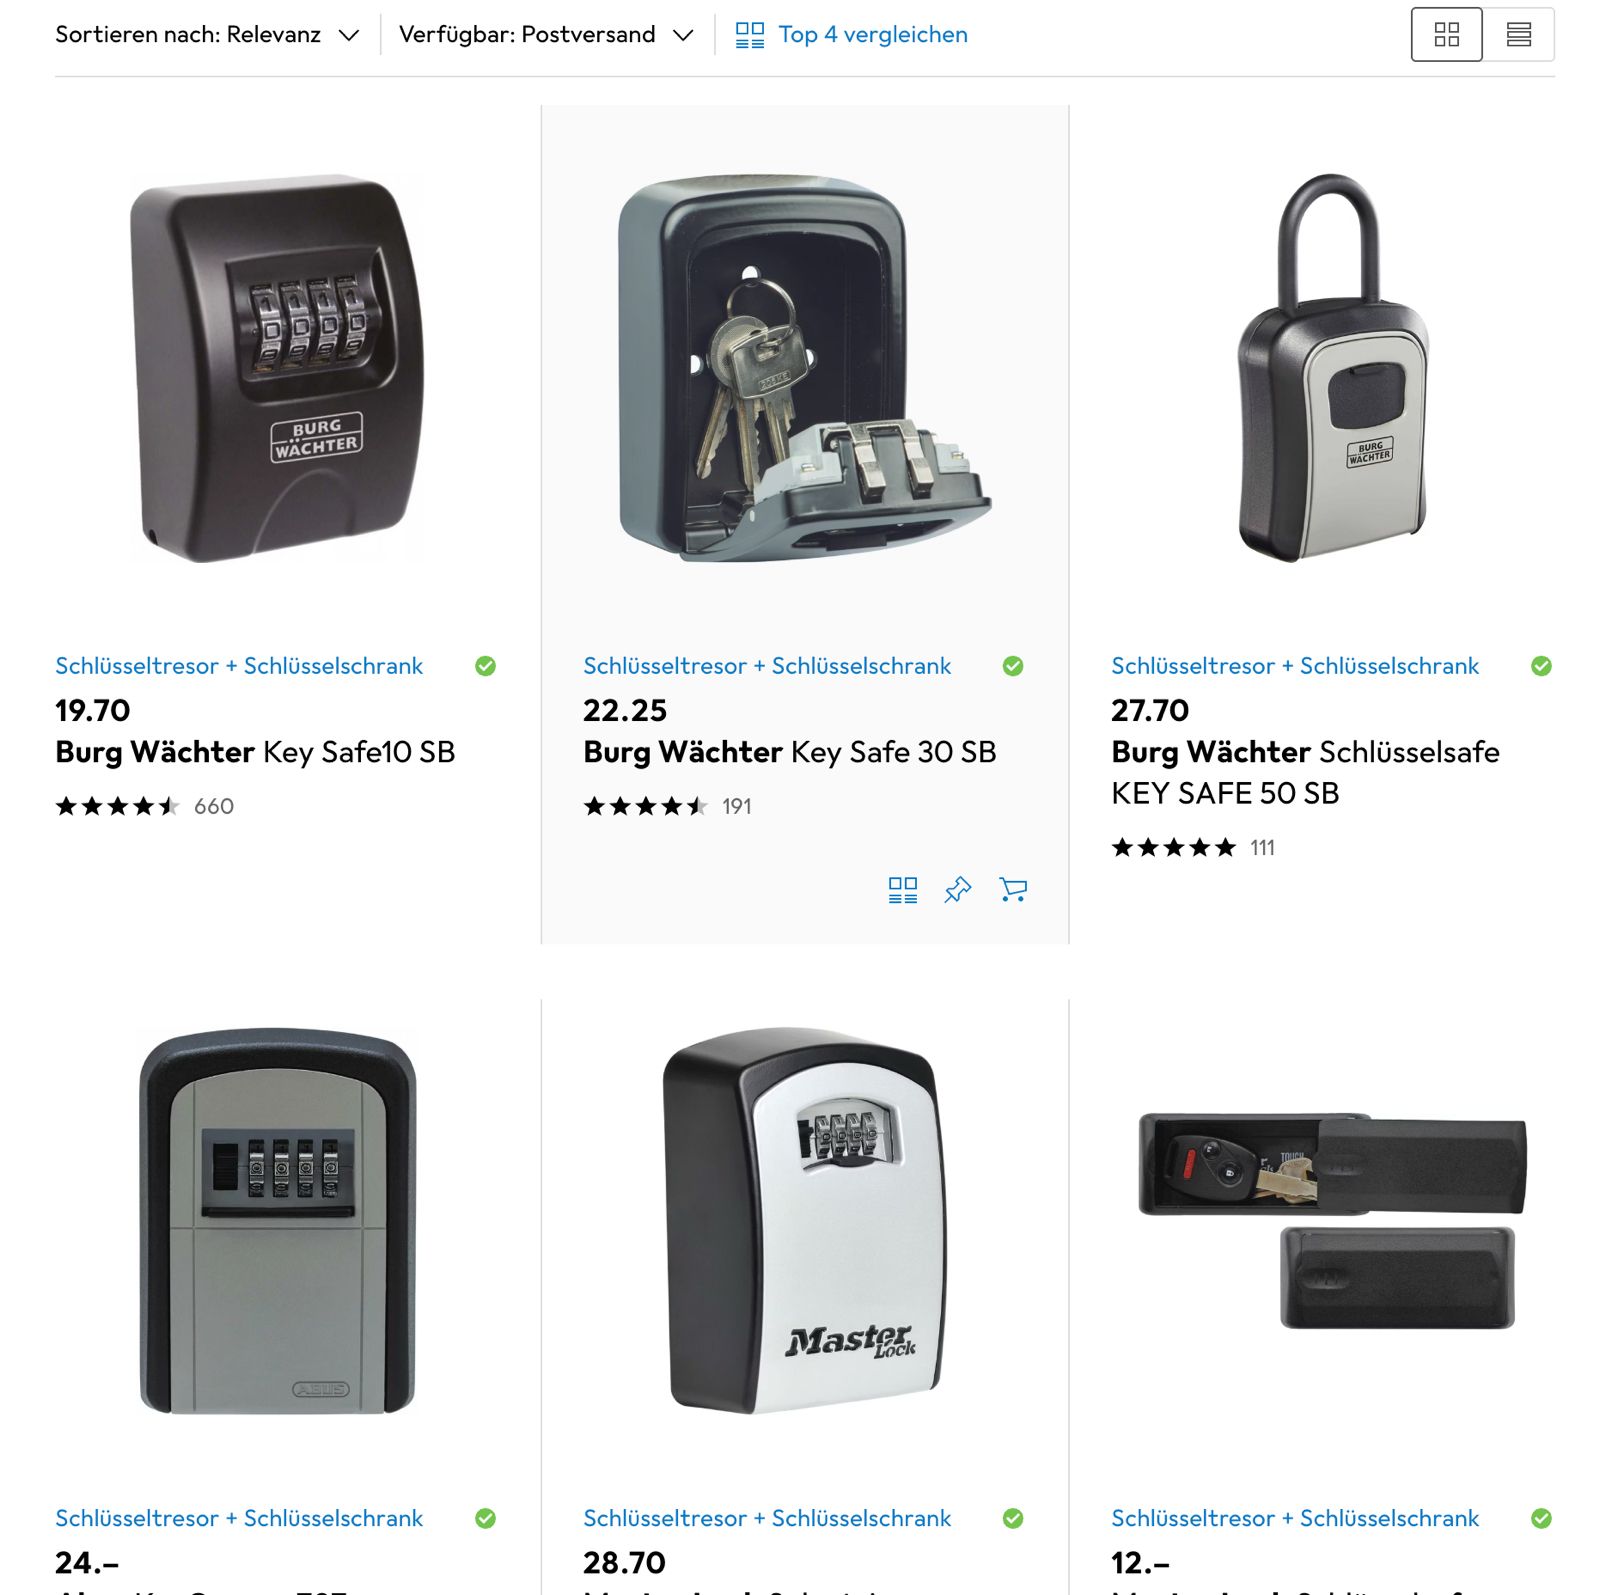 Sortieren nach: Relevanz
Verfügbar: Postversand
Top 4 vergleichen
BURG
WÄCHTER
BURG
WÄCHTER
Schlüsseltresor + Schlüsselschrank
19.70
Burg Wächter Key Safe10 SB
660
Schlüsseltresor + Schlüsselschrank
22.25
Burg Wächter Key Safe 30 SB
191
Schlüsseltresor + Schlüsselschrank
27.70
Burg Wächter Schlüsselsafe
KEY SAFE 50 SB
111
ABUS
Master
Lock
TOUGH
Schlüsseltresor + Schlüsselschrank
24.–
Schlüsseltresor + Schlüsselschrank
28.70
Schlüsseltresor + Schlüsselschrank
12.–